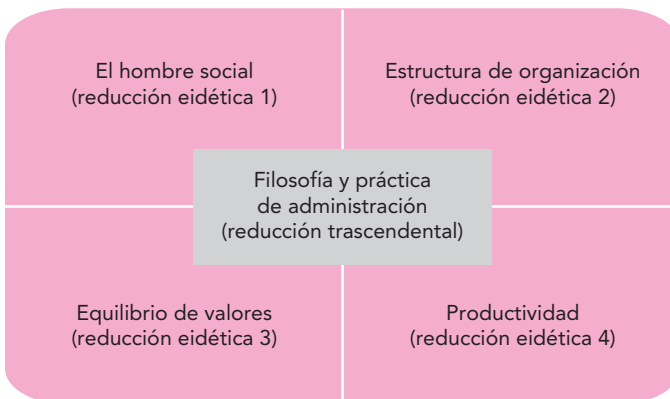 El hombre social
(reducción eidética 1)
Estructura de organización
(reducción eidética 2)
Filosofía y práctica
de administración
(reducción trascendental)
Equilibrio de valores
(reducción eidética 3)
Productividad
(reducción eidética 4)